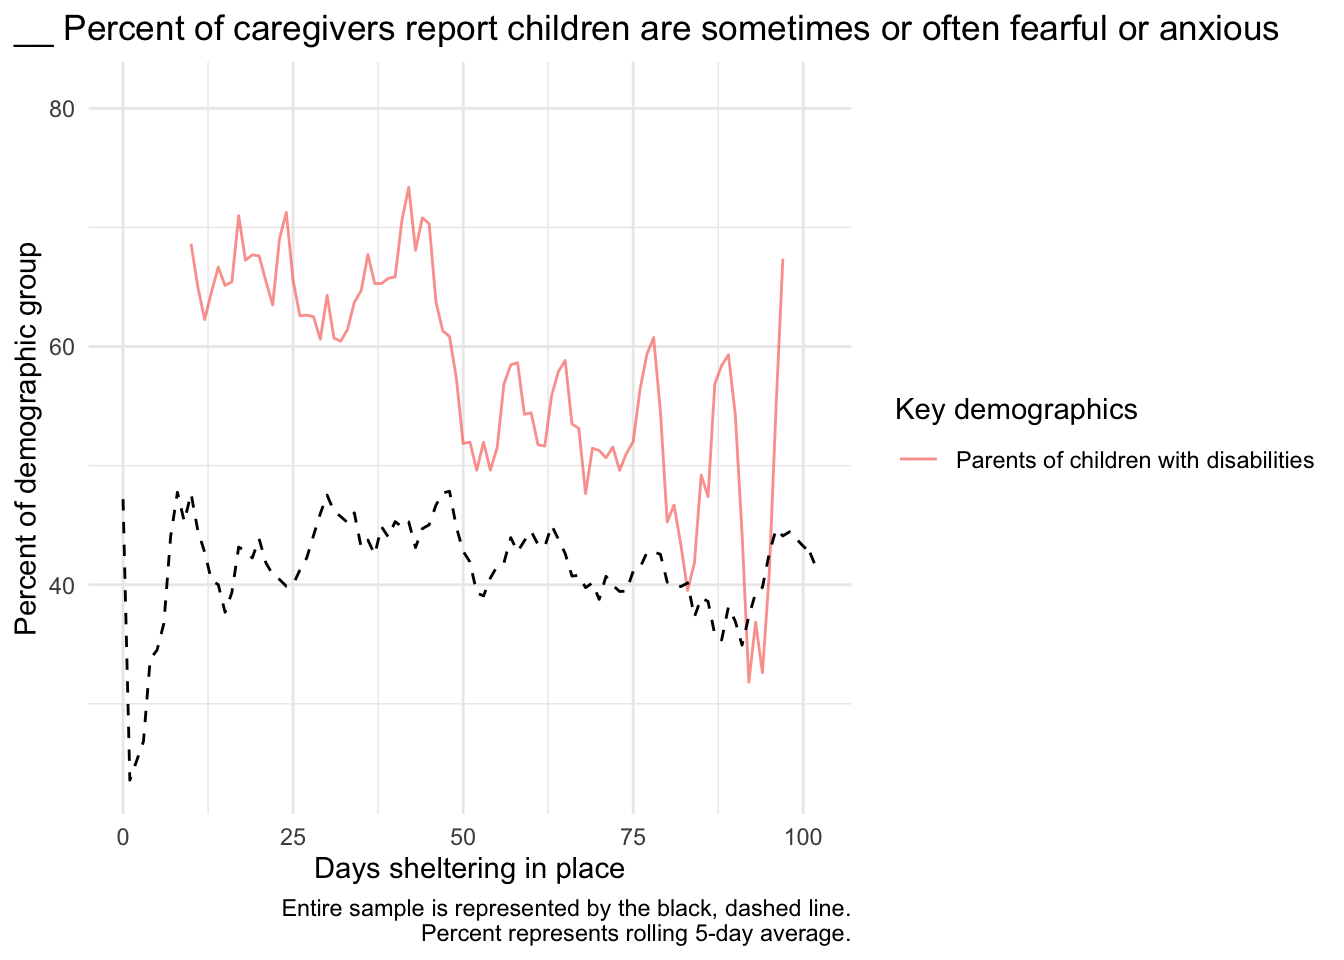 __ Percent of caregivers report children are sometimes or often fearful or anxious
80
60
40
Percent of demographic group
0 25 50 75 100
Days sheltering in place
Key demographics
Parents of children with disabilities
Entire sample is represented by the black, dashed line.
Percent represents rolling 5-day average.